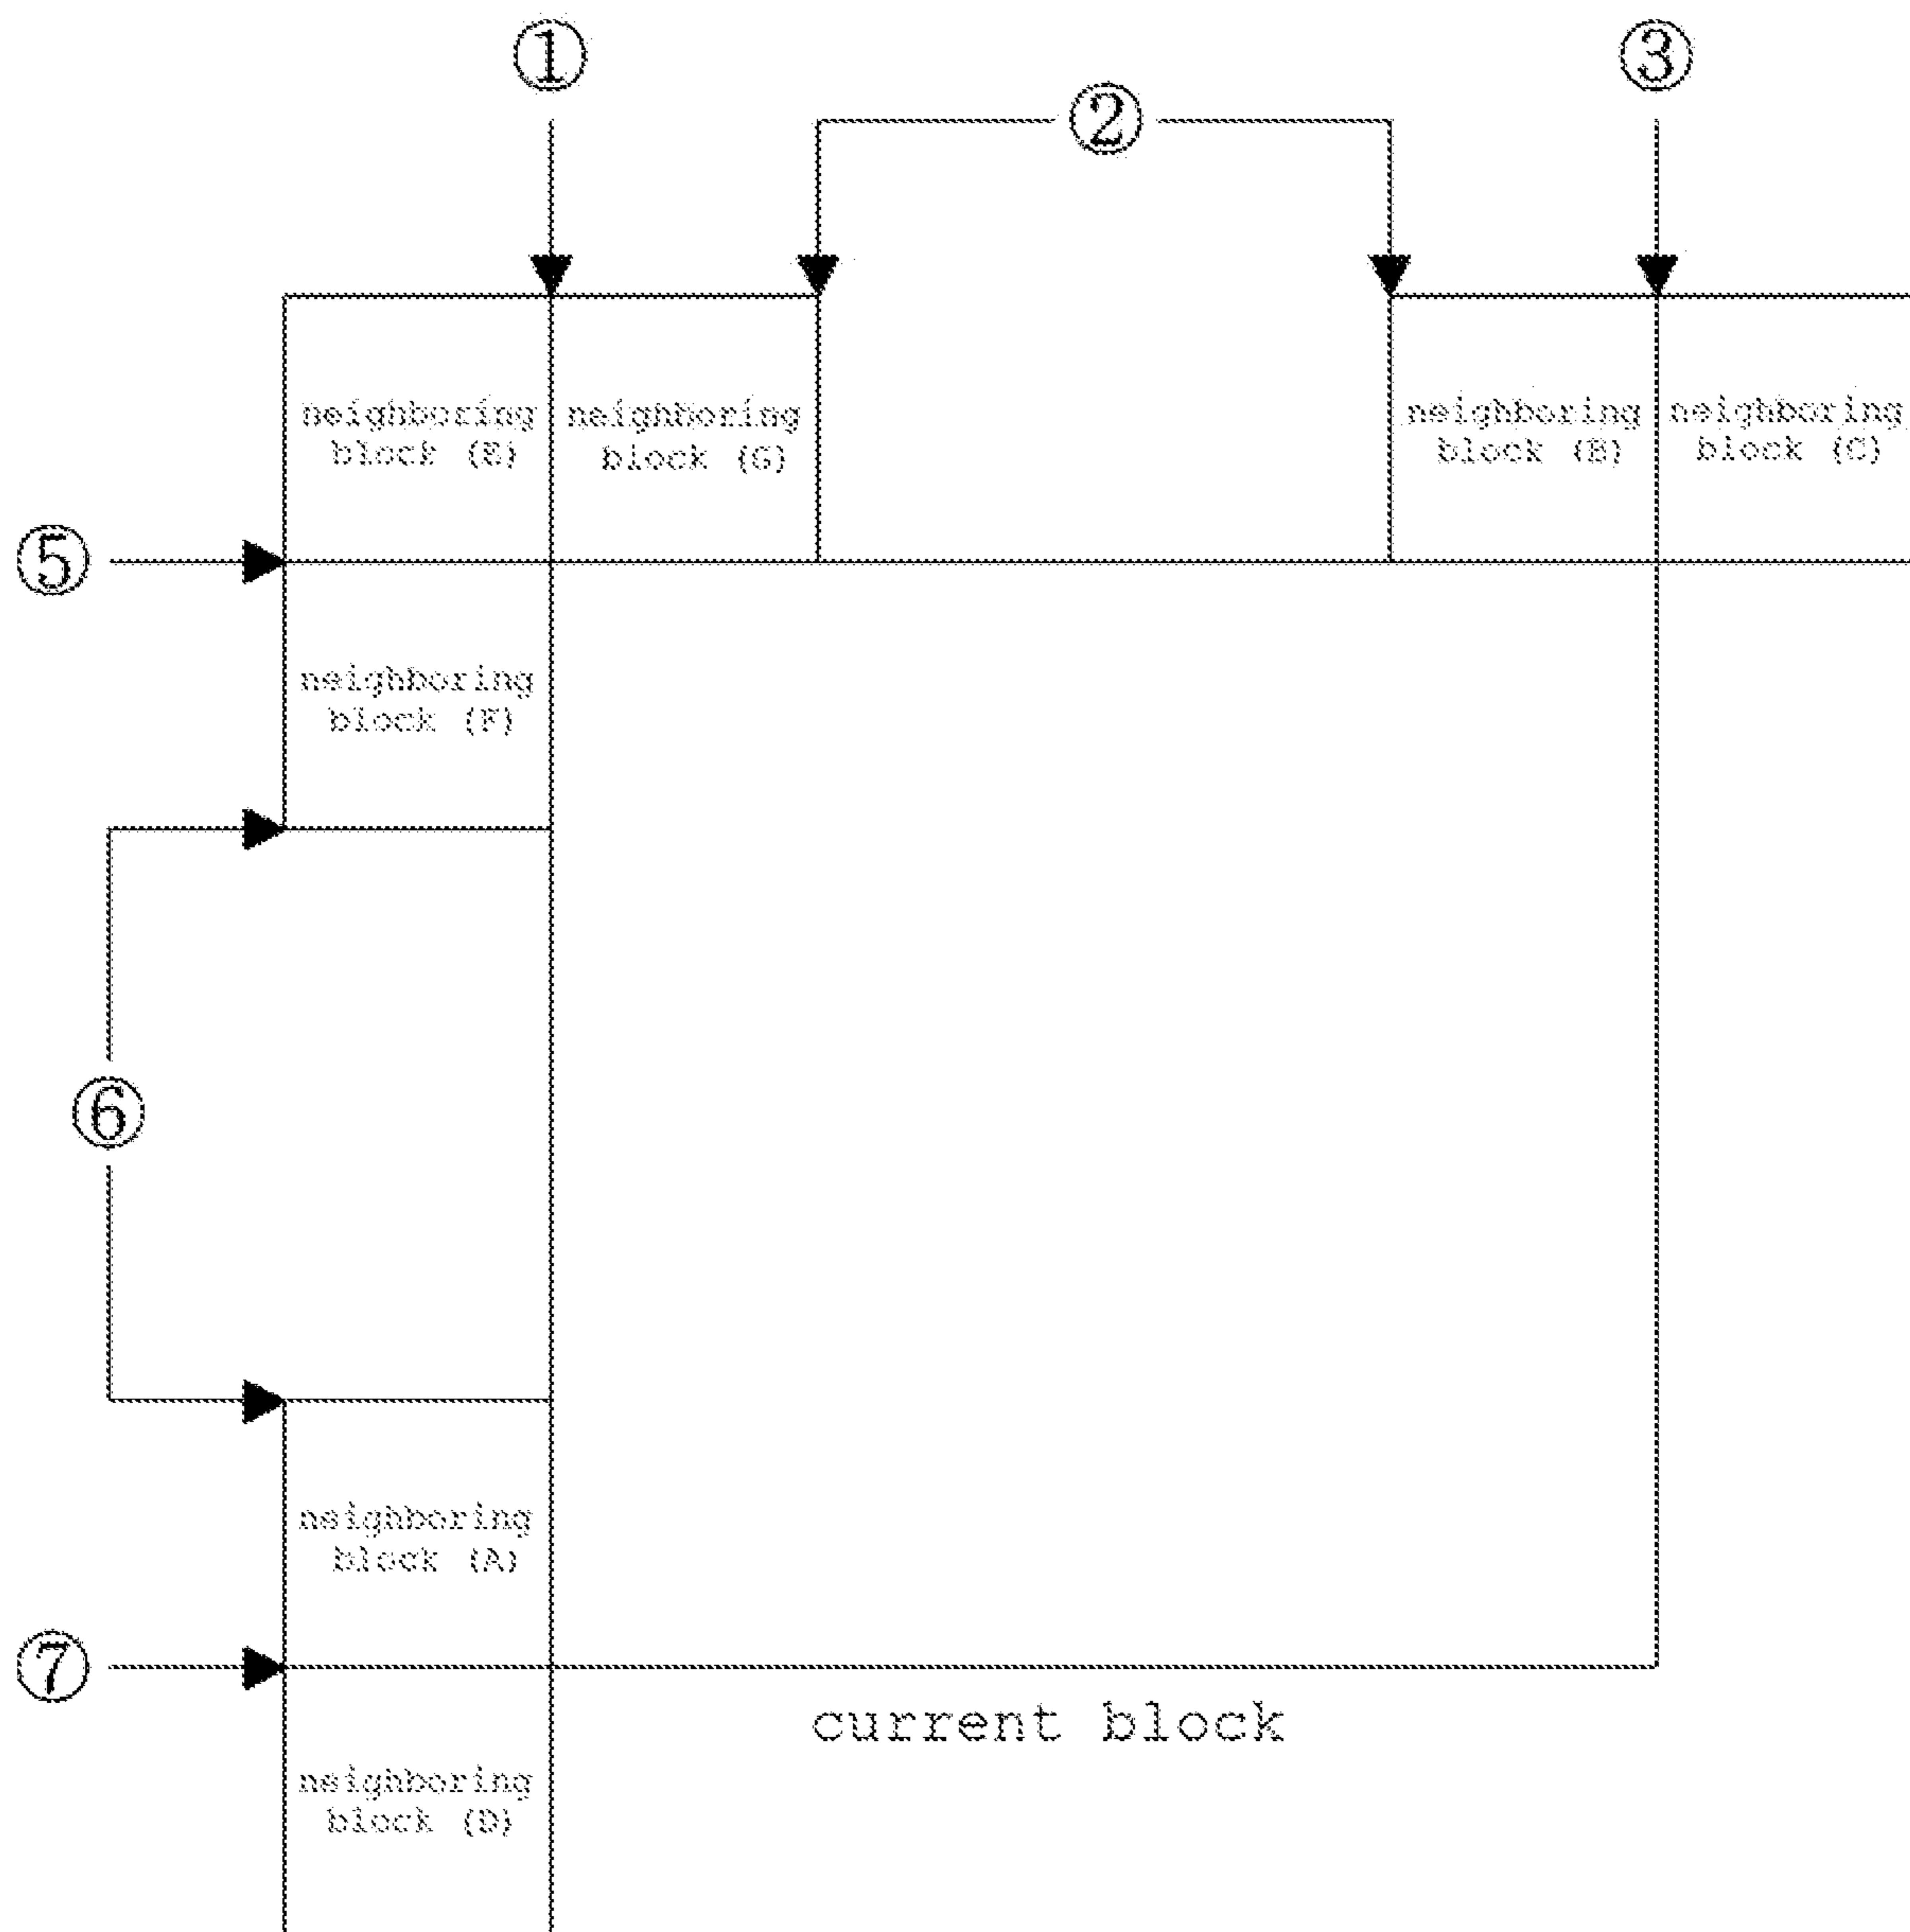 ①
③
②
neighboring
block (E)
neighboring
block (G)
neighboring
block (B)
neighboring
block (C)
⑤
neighboring
block (F)
⑥
neighboring
block (A)
⑦
current block
neighboring
block (D)